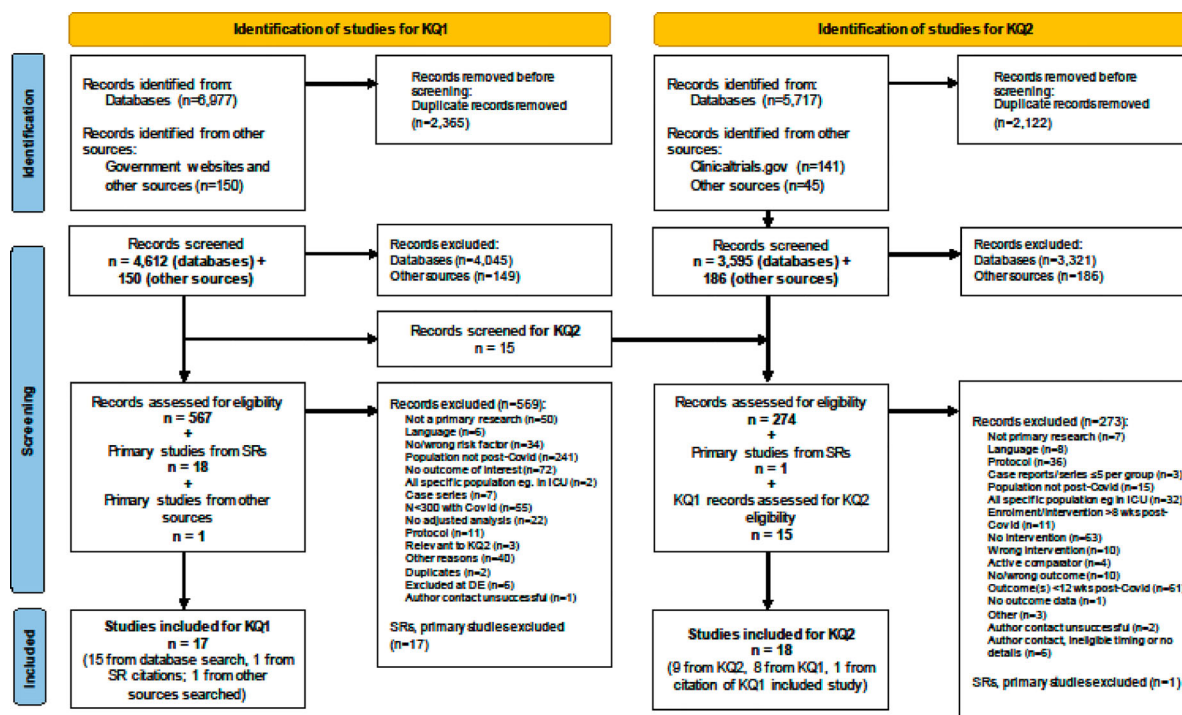 Identification of studies for KQ1
Identification of studies for KQ2
Identification
Records identified from:
Databases (n=6,977)
Records identified from other
sources:
Government websites and
other sources (n=150)
Records removed before
screening:
Duplicate records removed
(n=2,365)
Records identified from:
Databases (n=5,717)
Records identified from other
sources:
Clinicaltrials.gov (n=141)
Other sources (n=45)
Records removed before
screening:
Duplicate records removed
(n=2,122)
Screening
Records screened
n = 4,612 (databases) +
150 (other sources)
Records excluded:
Databases (n=4,045)
Other sources (n=149)
Records screened
n = 3,595 (databases) +
186 (other sources)
Records excluded:
Databases (n=3,321)
Other sources (n=186)
Records screened for KQ2
n = 15
Records assessed for eligibility
n = 567
+
Primary studies from SRs
n = 18
+
Primary studies from other
sources
n = 1
Records excluded (n=569):
Not a primary research (n=50)
Language (n=6)
No/wrong risk factor (n=34)
Population not post-Covid (n=241)
No outcome of interest (n=72)
All specific population eg. in ICU (n=2)
Case series (n=7)
N<300 with Covid (n=55)
No adjusted analysis (n=22)
Protocol (n=11)
Relevant to KQ2 (n=3)
Other reasons (n=40)
Duplicates (n=2)
Excluded at DE (n=6)
Author contact unsuccessful (n=1)
SRs, primary studies excluded
(n=17)
Records assessed for eligibility
n = 274
+
Primary studies from SRs
n = 1
+
KQ1 records assessed for KQ2
eligibility
n = 15
Records excluded (n=273):
Not primary research (n=7)
Language (n=8)
Protocol (n=36)
Case reports/series ≤5 per group (n=3)
Population not post-Covid (n=15)
All specific population eg in ICU (n=32)
Enrolment/intervention >8 wks post-
Covid (n=11)
No intervention (n=63)
Wrong intervention (n=10)
Active comparator (n=4)
No/wrong outcome (n=10)
Outcome(s) <12 wks post-Covid (n=61)
No outcome data (n=1)
Other (n=3)
Author contact unsuccessful (n=2)
Author contact, ineligible timing or no
details (n=6)
SRs, primary studies excluded (n=1)
Included
Studies included for KQ1
n = 17
(15 from database search, 1 from
SR citations; 1 from other
sources searched)
Studies included for KQ2
n = 18
(9 from KQ2, 8 from KQ1, 1 from
citation of KQ1 included study)